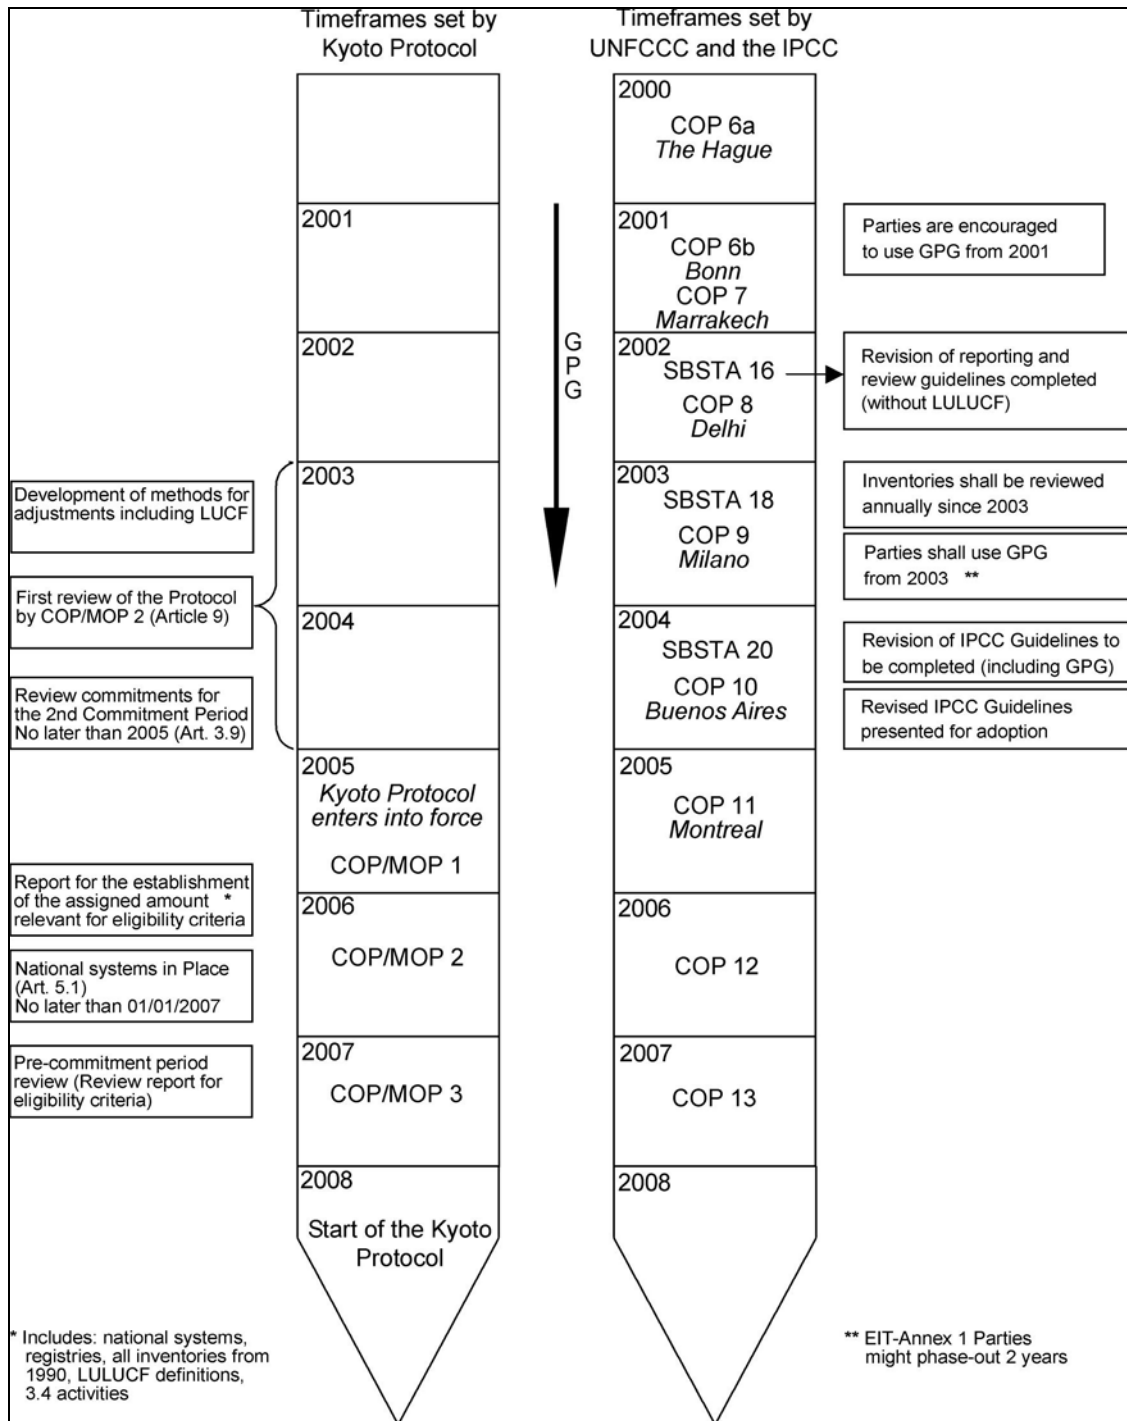 Timeframes set by
Kyoto Protocol
Timeframes set by
UNFCCC and the IPCC
2000
COP 6a
The Hague
2001
2001
COP 6b
Bonn
COP 7
Marrakech
Parties are encouraged
to use GPG from 2001
GPG
2002
2002
SBSTA 16
COP 8
Delhi
Revision of reporting and
review guidelines completed
(without LULUCF)
Development of methods for
adjustments including LUCF
2003
2003
SBSTA 18
COP 9
Milano
Inventories shall be reviewed
annually since 2003
Parties shall use GPG
from 2003 **
First review of the Protocol
by COP/MOP 2 (Article 9)
2004
2004
SBSTA 20
COP 10
Buenos Aires
Revision of IPCC Guidelines to
be completed (including GPG)
Revised IPCC Guidelines
presented for adoption
Review commitments for
the 2nd Commitment Period
No later than 2005 (Art. 3.9)
2005
Kyoto Protocol
enters into force
COP/MOP 1
2005
COP 11
Montreal
Report for the establishment
of the assigned amount *
relevant for eligibility criteria
2006
COP/MOP 2
2006
COP 12
National systems in Place
(Art. 5.1)
No later than 01/01/2007
Pre-commitment period
review (Review report for
eligibility criteria)
2007
COP/MOP 3
2007
COP 13
2008
Start of the Kyoto
Protocol
2008
* Includes: national systems,
registries, all inventories from
1990, LULUCF definitions,
3.4 activities
** EIT-Annex 1 Parties
might phase-out 2 years